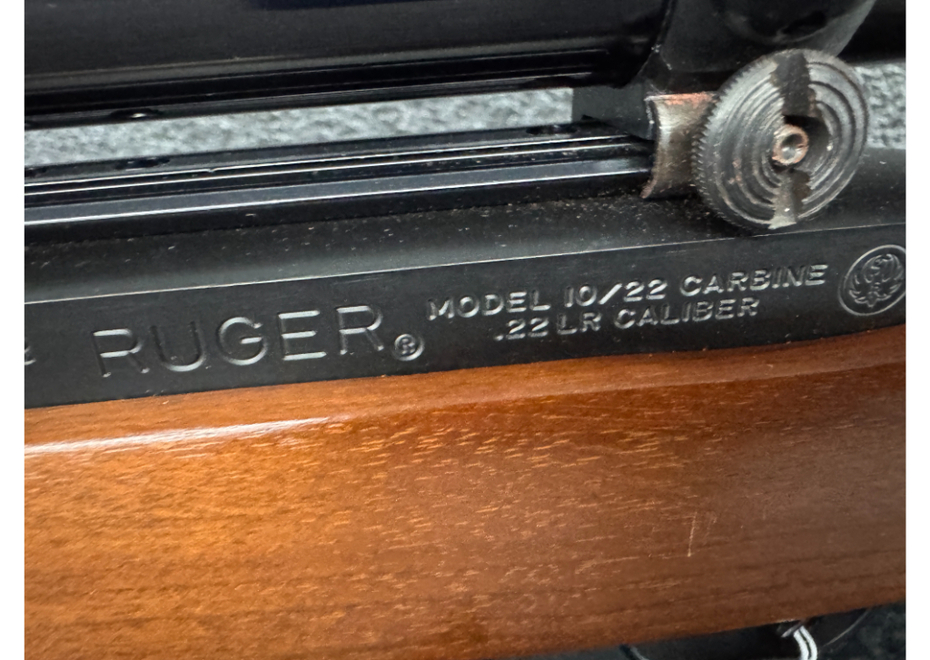 RUGER®
MODEL 10/22 CARBINE
.22 LR CALIBER